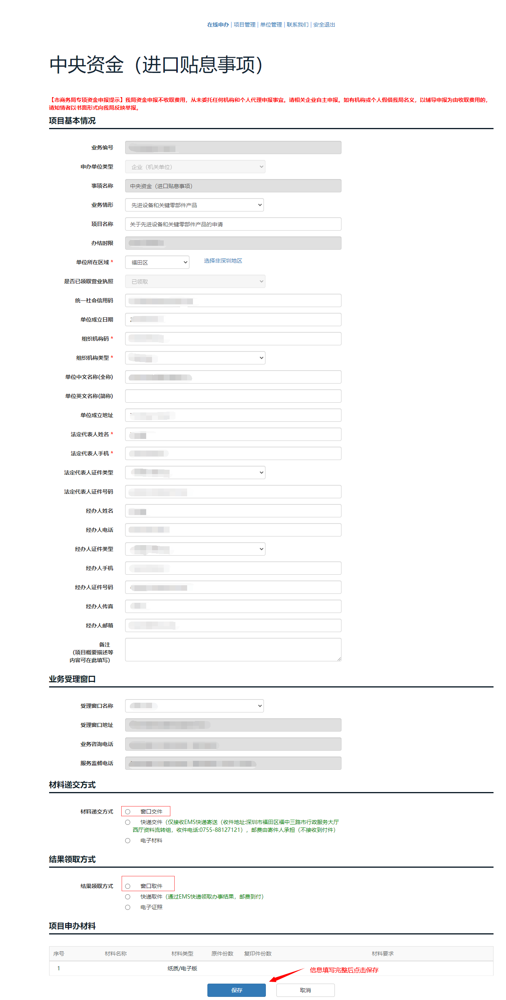 在线申办 | 项目管理 | 单位管理 | 联系我们 | 安全退出
中央资金（进口贴息事项）
【市商务局专项资金申报提示】我局资金申报不收取费用，从未委托任何机构和个人代理申报事宜。请相关企业自主申报。如有机构或个人假借我局名义，以辅导申报为由收取费用的，
请知情者以书面形式向我局反映举报。
项目基本情况
业务编号
申办单位类型 企业（机关单位）
事项名称 中央资金（进口贴息事项）
业务情形 先进设备和关键零部件产品
项目名称 关于先进设备和关键零部件产品的申请
办结时限
单位所在区域 * 福田区 选择非深圳地区
是否已领取营业执照 已领取
统一社会信用码
单位成立日期
组织机构码 *
组织机构类型 *
单位中文名称(全称)
单位英文名称(简称)
单位成立地址
法定代表人姓名 *
法定代表人手机 *
法定代表人证件类型
法定代表人证件号码
经办人姓名
经办人电话
经办人证件类型
经办人手机
经办人证件号码
经办人传真
经办人邮箱
备注
（项目概要描述等
内容可在此填写）
业务受理窗口
受理窗口名称
受理窗口地址
业务咨询电话
服务监督电话
材料递交方式
材料递交方式 窗口交件
快递交件（仅接收EMS快递寄送（收件地址:深圳市福田区福中三路市行政服务大厅
西厅资料流转组，收件电话:0755-88127121），邮费由寄件人承担（不接收到付件）
电子材料
结果领取方式
结果领取方式 窗口取件
快递取件（通过EMS快递领取办事结果，邮费到付）
电子证照
项目申办材料
序号 材料名称 材料类型 原件份数 复印件份数 材料要求
1 纸质/电子版
信息填写完整后点击保存
保存 取消